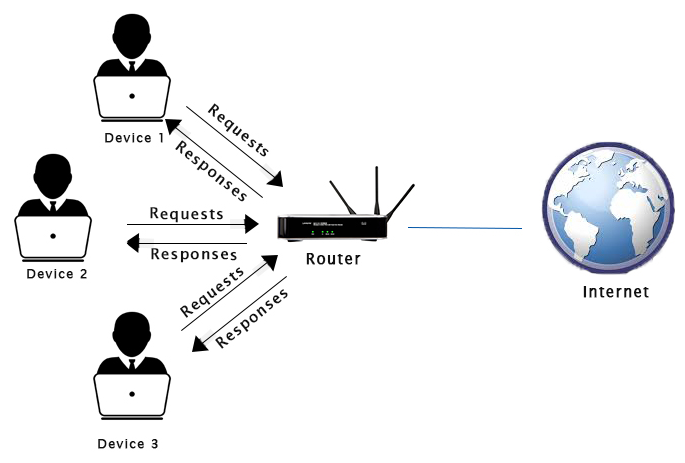 Device 1
Requests
Responses
Device 2
Requests
Responses
Router
Internet
Requests
Responses
Device 3